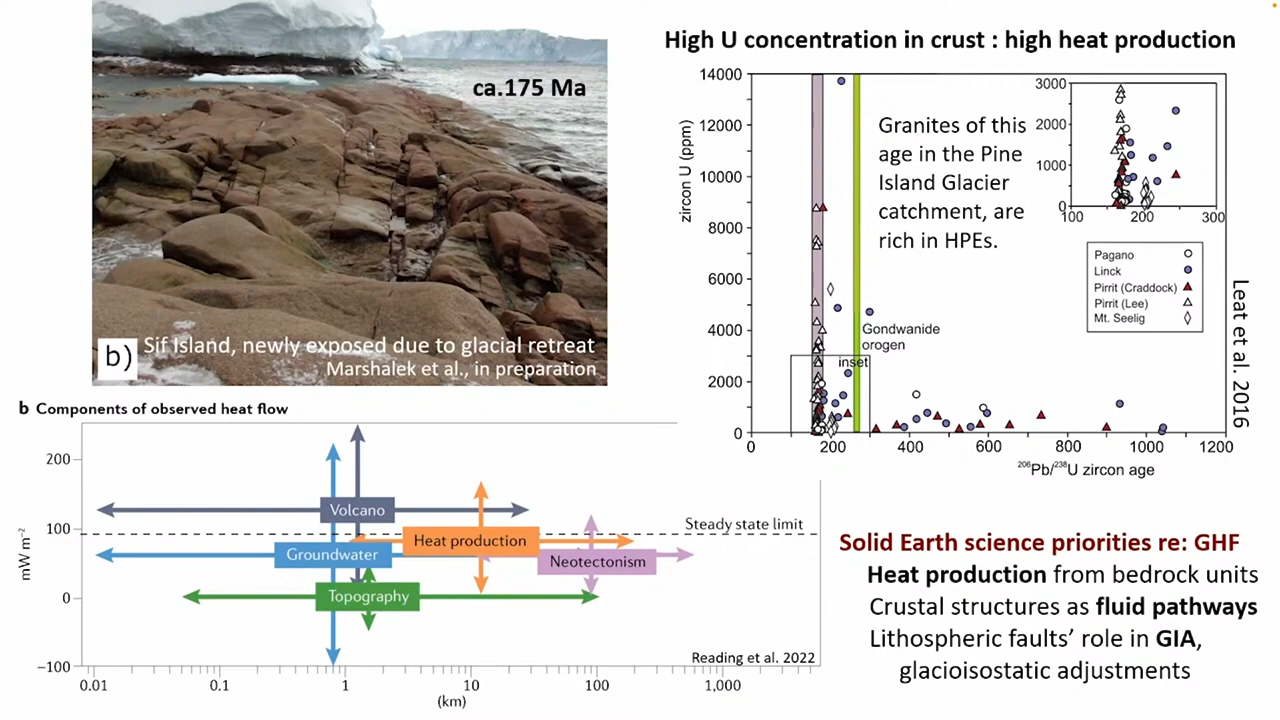 ca.175 Ma
b)
Sif Island, newly exposed due to glacial retreat
Marshalek et al., in preparation
High U concentration in crust : high heat production
zircon U (ppm)
14000
12000
10000
8000
6000
4000
2000
0
0
200
400
600
800
1000
1200
²⁰⁶Pb/²³⁸U zircon age
Granites of this
age in the Pine
Island Glacier
catchment, are
rich in HPEs.
Gondwanide
orogen
inset
3000
2000
1000
0
100
200
300
Pagano
Linck
Pirrit (Craddock)
Pirrit (Lee)
Mt. Seelig
Leat et al. 2016
b Components of observed heat flow
mW m⁻²
200
100
0
−100
Volcano
Steady state limit
Heat production
Groundwater
Neotectonism
Topography
Reading et al. 2022
0.01
0.1
1
10
100
1,000
(km)
Solid Earth science priorities re: GHF
Heat production from bedrock units
Crustal structures as fluid pathways
Lithospheric faults’ role in GIA,
glacioisostatic adjustments